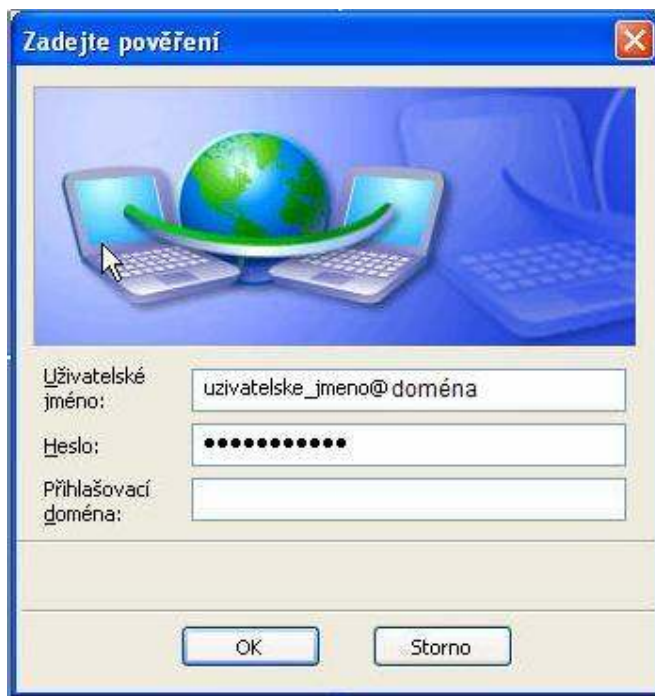 Zadejte pověření
Uživatelské
jméno:
uzivatelske_jmeno@doména
Heslo:
●●●●●●●●●●●
Přihlašovací
doména:
OK
Storno